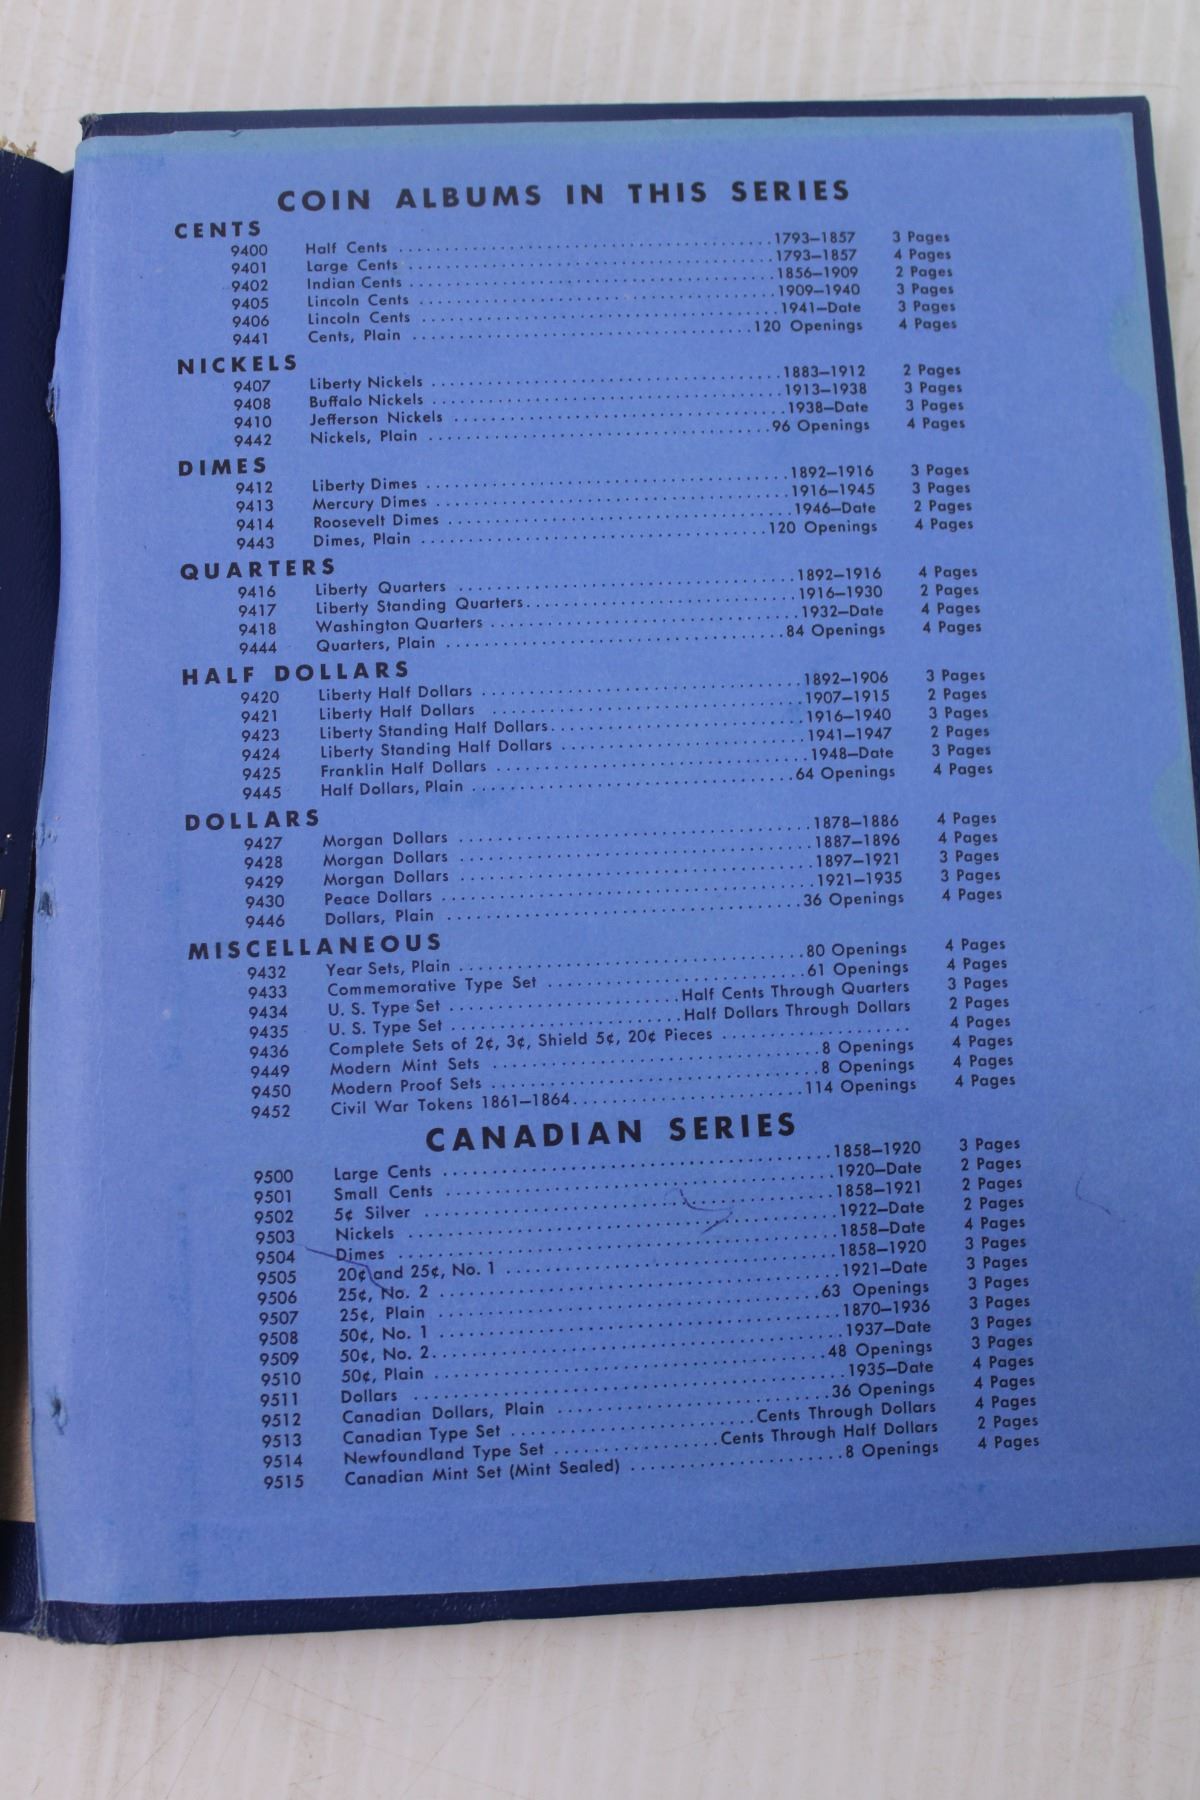 COIN ALBUMS IN THIS SERIES
CENTS
9400 Half Cents 1793–1857 3 Pages
9401 Large Cents 1793–1857 4 Pages
9402 Indian Cents 1856–1909 2 Pages
9405 Lincoln Cents 1909–1940 3 Pages
9406 Lincoln Cents 1941–Date 3 Pages
9441 Cents, Plain 120 Openings 4 Pages
NICKELS
9407 Liberty Nickels 1883–1912 2 Pages
9408 Buffalo Nickels 1913–1938 3 Pages
9410 Jefferson Nickels 1938–Date 3 Pages
9442 Nickels, Plain 96 Openings 4 Pages
DIMES
9412 Liberty Dimes 1892–1916 3 Pages
9413 Mercury Dimes 1916–1945 3 Pages
9414 Roosevelt Dimes 1946–Date 2 Pages
9443 Dimes, Plain 120 Openings 4 Pages
QUARTERS
9416 Liberty Quarters 1892–1916 4 Pages
9417 Liberty Standing Quarters 1916–1930 2 Pages
9418 Washington Quarters 1932–Date 4 Pages
9444 Quarters, Plain 84 Openings 4 Pages
HALF DOLLARS
9420 Liberty Half Dollars 1892–1906 3 Pages
9421 Liberty Half Dollars 1907–1915 2 Pages
9423 Liberty Standing Half Dollars 1916–1940 3 Pages
9424 Liberty Standing Half Dollars 1941–1947 2 Pages
9425 Franklin Half Dollars 1948–Date 3 Pages
9445 Half Dollars, Plain 64 Openings 4 Pages
DOLLARS
9427 Morgan Dollars 1878–1886 4 Pages
9428 Morgan Dollars 1887–1896 4 Pages
9429 Morgan Dollars 1897–1921 3 Pages
9430 Peace Dollars 1921–1935 3 Pages
9446 Dollars, Plain 36 Openings 4 Pages
MISCELLANEOUS
9432 Year Sets, Plain 80 Openings 4 Pages
9433 Commemorative Type Set 61 Openings 4 Pages
9434 U. S. Type Set Half Cents Through Quarters 3 Pages
9435 U. S. Type Set Half Dollars Through Dollars 2 Pages
9436 Complete Sets of 2¢, 3¢, Shield 5¢, 20¢ Pieces 4 Pages
9449 Modern Mint Sets 8 Openings 4 Pages
9450 Modern Proof Sets 8 Openings 4 Pages
9452 Civil War Tokens 1861–1864 114 Openings 4 Pages
CANADIAN SERIES
9500 Large Cents 1858–1920 3 Pages
9501 Small Cents 1920–Date 2 Pages
9502 5¢ Silver 1858–1921 2 Pages
9503 Nickels 1922–Date 2 Pages
9504 Dimes 1858–Date 4 Pages
9505 20¢ and 25¢, No. 1 1858–1920 3 Pages
9506 25¢, No. 2 1921–Date 3 Pages
9507 25¢, Plain 63 Openings 3 Pages
9508 50¢, No. 1 1870–1936 3 Pages
9509 50¢, No. 2 1937–Date 3 Pages
9510 50¢, Plain 48 Openings 3 Pages
9511 Dollars 1935–Date 4 Pages
9512 Canadian Dollars, Plain 36 Openings 4 Pages
9513 Canadian Type Set Cents Through Dollars 4 Pages
9514 Newfoundland Type Set Cents Through Half Dollars 2 Pages
9515 Canadian Mint Set (Mint Sealed) 8 Openings 4 Pages